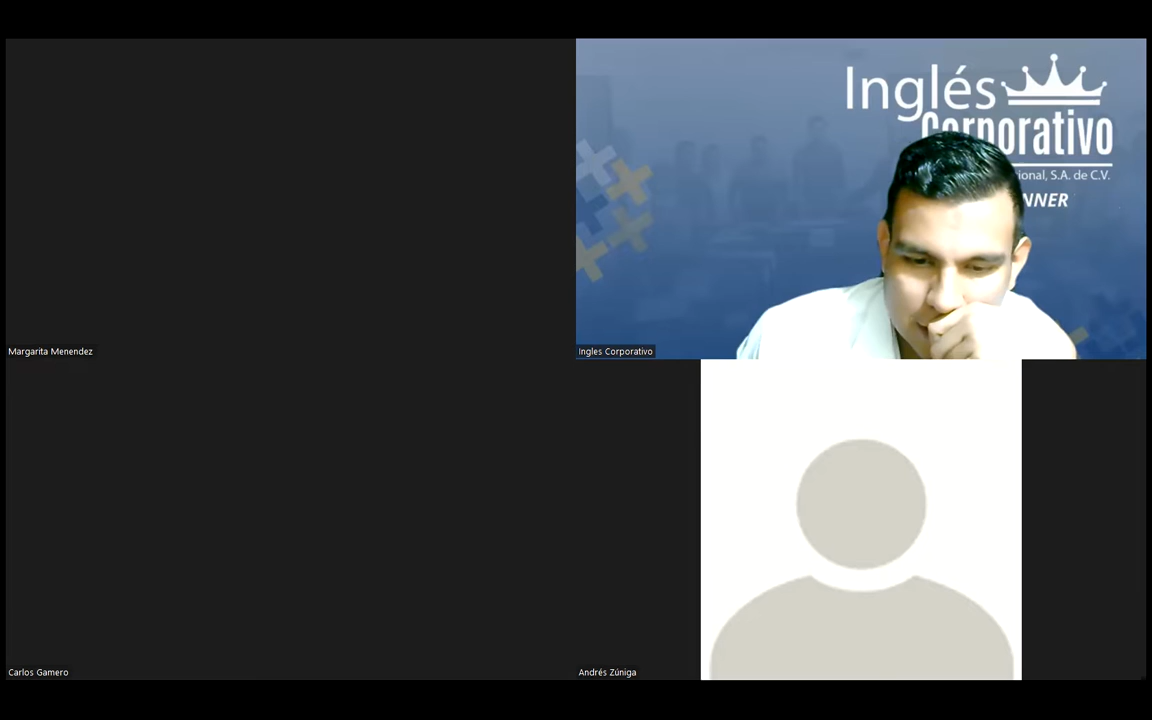 Inglés
Corporativo
ional, S.A. de C.V.
NNER
Margarita Menendez
Ingles Corporativo
Carlos Gamero
Andrés Zúniga